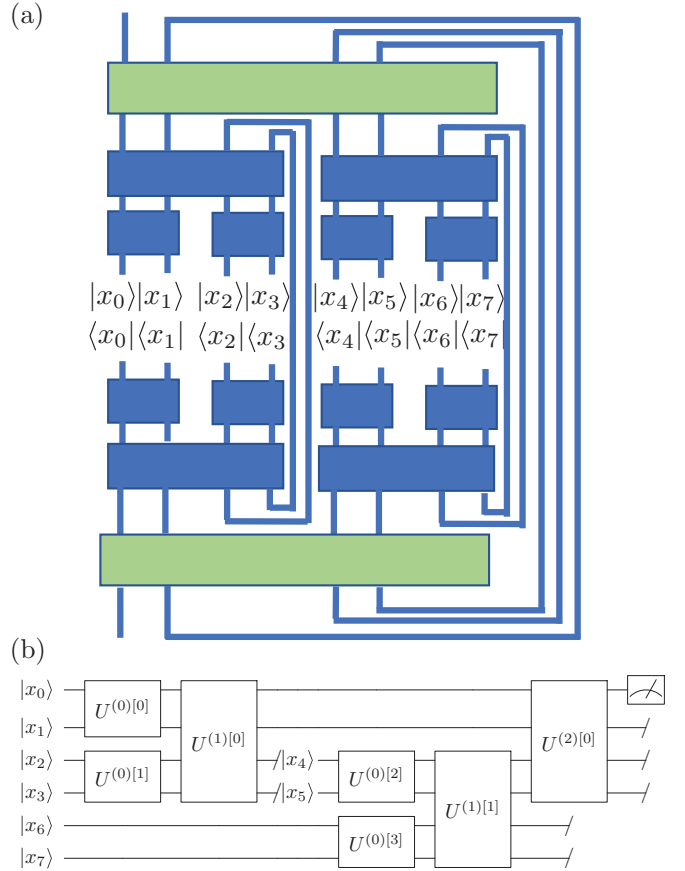 (a)
|x₀⟩|x₁⟩ |x₂⟩|x₃⟩ |x₄⟩|x₅⟩ |x₆⟩|x₇⟩
⟨x₀|⟨x₁| ⟨x₂|⟨x₃ ⟨x₄|⟨x₅|⟨x₆|⟨x₇|
(b)
|x₀⟩
U⁽⁰⁾[⁰]
|x₁⟩
U⁽¹⁾[⁰]
U⁽²⁾[⁰]
|x₂⟩
|x₄⟩
U⁽⁰⁾[¹]
U⁽⁰⁾[²]
|x₃⟩
|x₅⟩
U⁽¹⁾[¹]
|x₆⟩
U⁽⁰⁾[³]
|x₇⟩